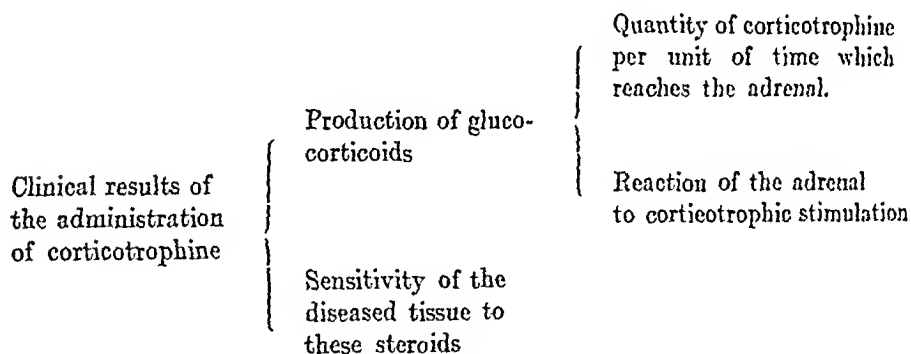 Clinical results of
the administration
of corticotrophine
Production of gluco-
corticoids
Sensitivity of the
diseased tissue to
these steroids
Quantity of corticotrophine
per unit of time which
reaches the adrenal.
Reaction of the adrenal
to corticotrophic stimulation